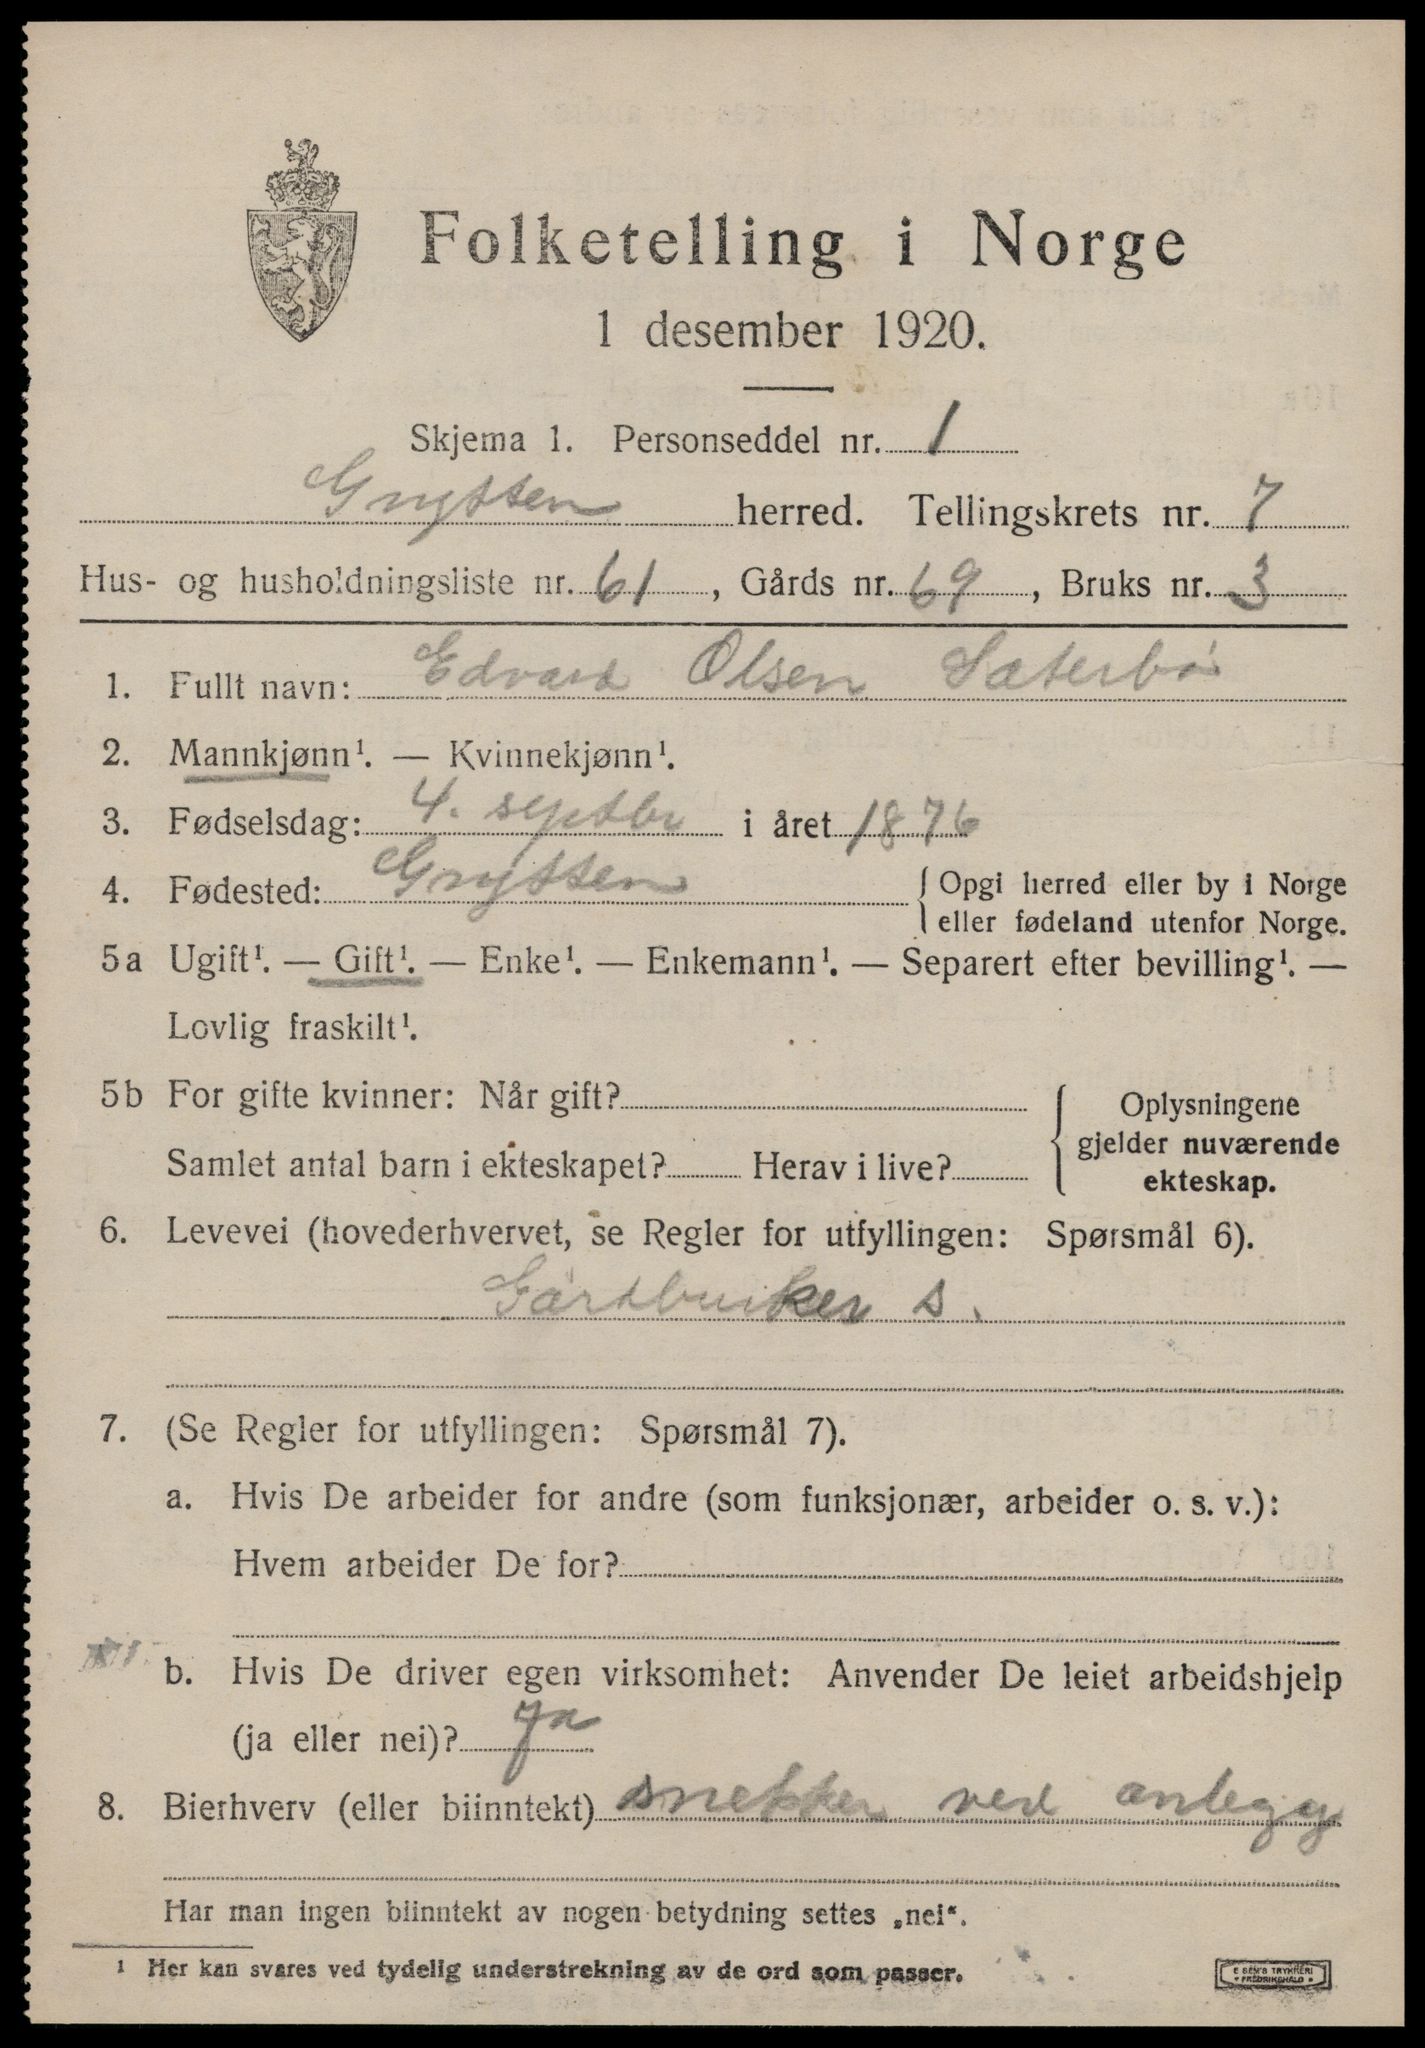 Folketelling i Norge
1 desember 1920.
Skjema 1. Personseddel nr. 1
Grytten herred. Tellingskrets nr. 7
Hus- og husholdningsliste nr. 61, Gårds nr. 69, Bruks nr. 3
1. Fullt navn: Edvard Olsen Sæterbø
2. Mannkjønn¹. — Kvinnekjønn¹.
3. Fødselsdag: 4. septbr i året 1876
4. Fødested: Grytten { Opgi herred eller by i Norge
eller fødeland utenfor Norge.
5a Ugift¹. — Gift¹. — Enke¹. — Enkemann¹. — Separert efter bevilling¹. —
Lovlig fraskilt¹.
5b For gifte kvinner: Når gift?
Samlet antal barn i ekteskapet? Herav i live?
{ Oplysningene
gjelder nuværende
ekteskap.
6. Levevei (hovederhvervet, se Regler for utfyllingen: Spørsmål 6).
Gårdbruker s.
7. (Se Regler for utfyllingen: Spørsmål 7).
a. Hvis De arbeider for andre (som funksjonær, arbeider o. s. v.):
Hvem arbeider De for?
b. Hvis De driver egen virksomhet: Anvender De leiet arbeidshjelp
(ja eller nei)? Ja
8. Bierhverv (eller biinntekt) snekker ved anlegg
Har man ingen biinntekt av nogen betydning settes „nei“.
¹ Her kan svares ved tydelig understrekning av de ord som passer.
E SEM'S TRYKKERI
FREDRIKSHALD